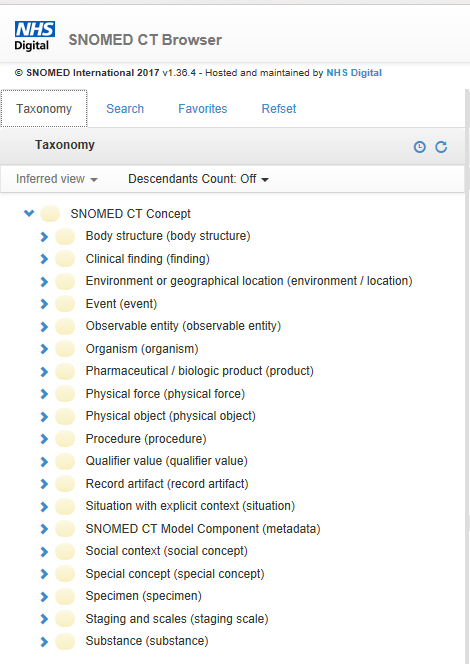 NHS
Digital
SNOMED CT Browser
© SNOMED International 2017 v1.36.4 - Hosted and maintained by NHS Digital
Taxonomy Search Favorites Refset
Taxonomy
Inferred view Descendants Count: Off
SNOMED CT Concept
Body structure (body structure)
Clinical finding (finding)
Environment or geographical location (environment / location)
Event (event)
Observable entity (observable entity)
Organism (organism)
Pharmaceutical / biologic product (product)
Physical force (physical force)
Physical object (physical object)
Procedure (procedure)
Qualifier value (qualifier value)
Record artifact (record artifact)
Situation with explicit context (situation)
SNOMED CT Model Component (metadata)
Social context (social concept)
Special concept (special concept)
Specimen (specimen)
Staging and scales (staging scale)
Substance (substance)